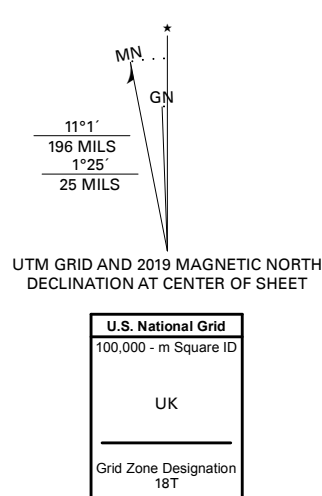 ★
MN
GN
11°1´
196 MILS
1°25´
25 MILS
UTM GRID AND 2019 MAGNETIC NORTH
DECLINATION AT CENTER OF SHEET
U.S. National Grid
100,000 - m Square ID
UK
Grid Zone Designation
18T